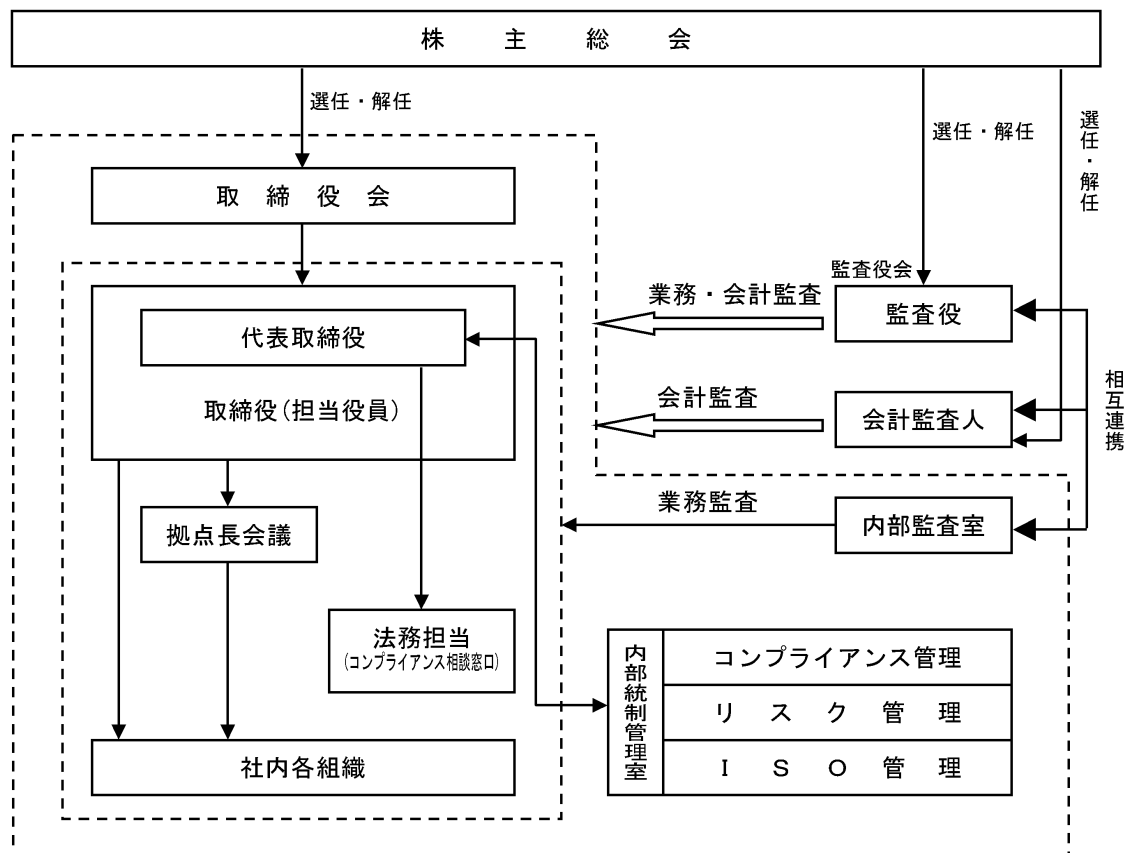 株主総会
選任・解任
選任・解任
選任・解任
取締役会
監査役会
業務・会計監査
監査役
代表取締役
取締役(担当役員)
会計監査
会計監査人
相互連携
業務監査
内部監査室
拠点長会議
法務担当
(コンプライアンス相談窓口)
内部統制管理室
コンプライアンス管理
リスク管理
ISO管理
社内各組織